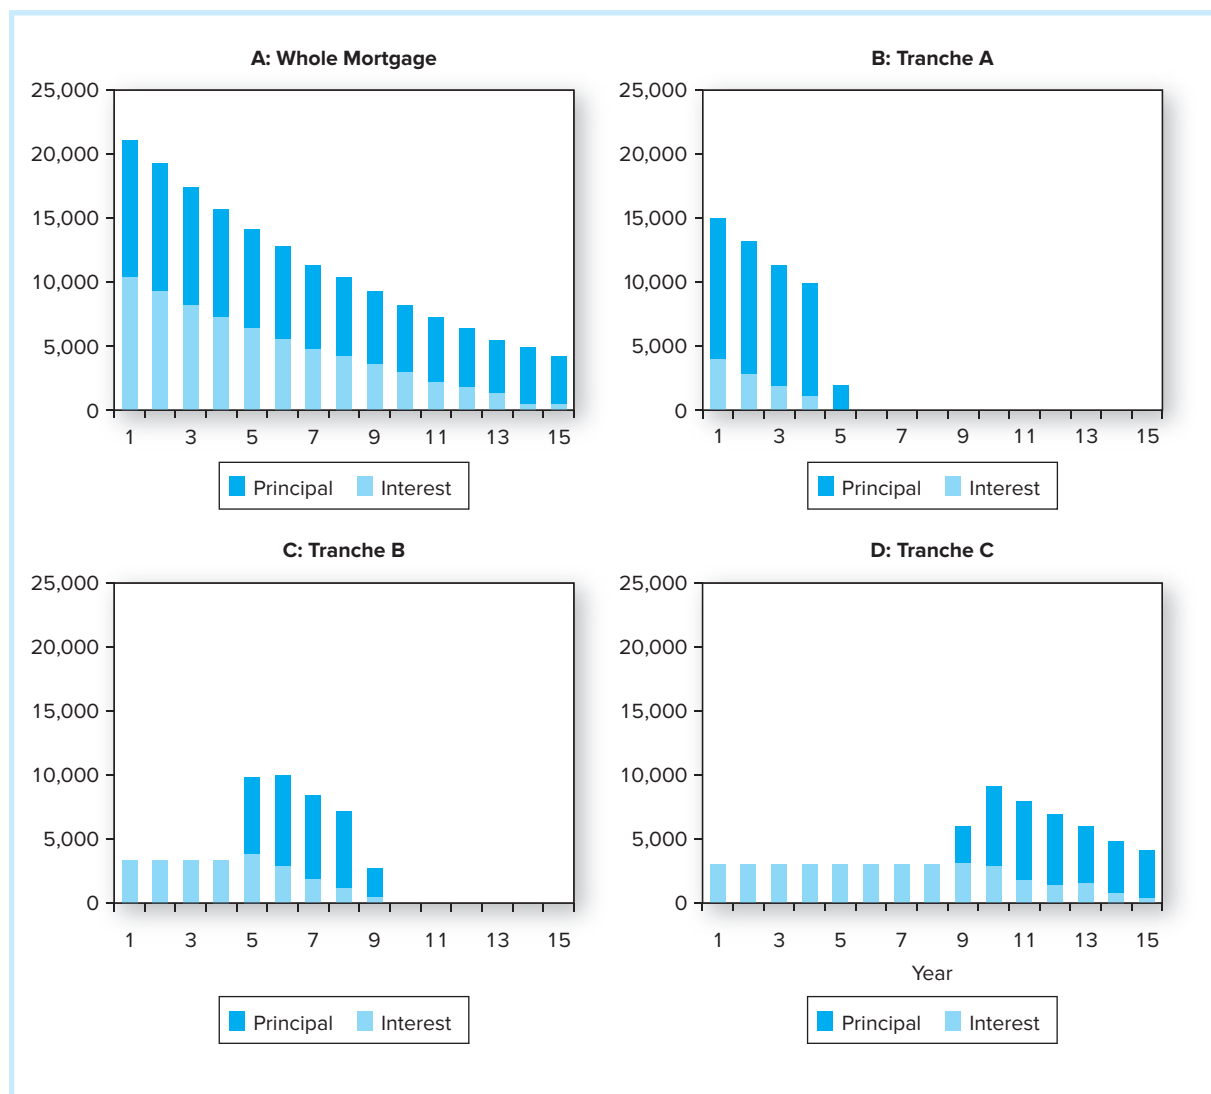 A: Whole Mortgage
25,000
20,000
15,000
10,000
5,000
0
1 3 5 7 9 11 13 15
Principal Interest
B: Tranche A
25,000
20,000
15,000
10,000
5,000
0
1 3 5 7 9 11 13 15
Principal Interest
C: Tranche B
25,000
20,000
15,000
10,000
5,000
0
1 3 5 7 9 11 13 15
Principal Interest
D: Tranche C
25,000
20,000
15,000
10,000
5,000
0
1 3 5 7 9 11 13 15
Year
Principal Interest